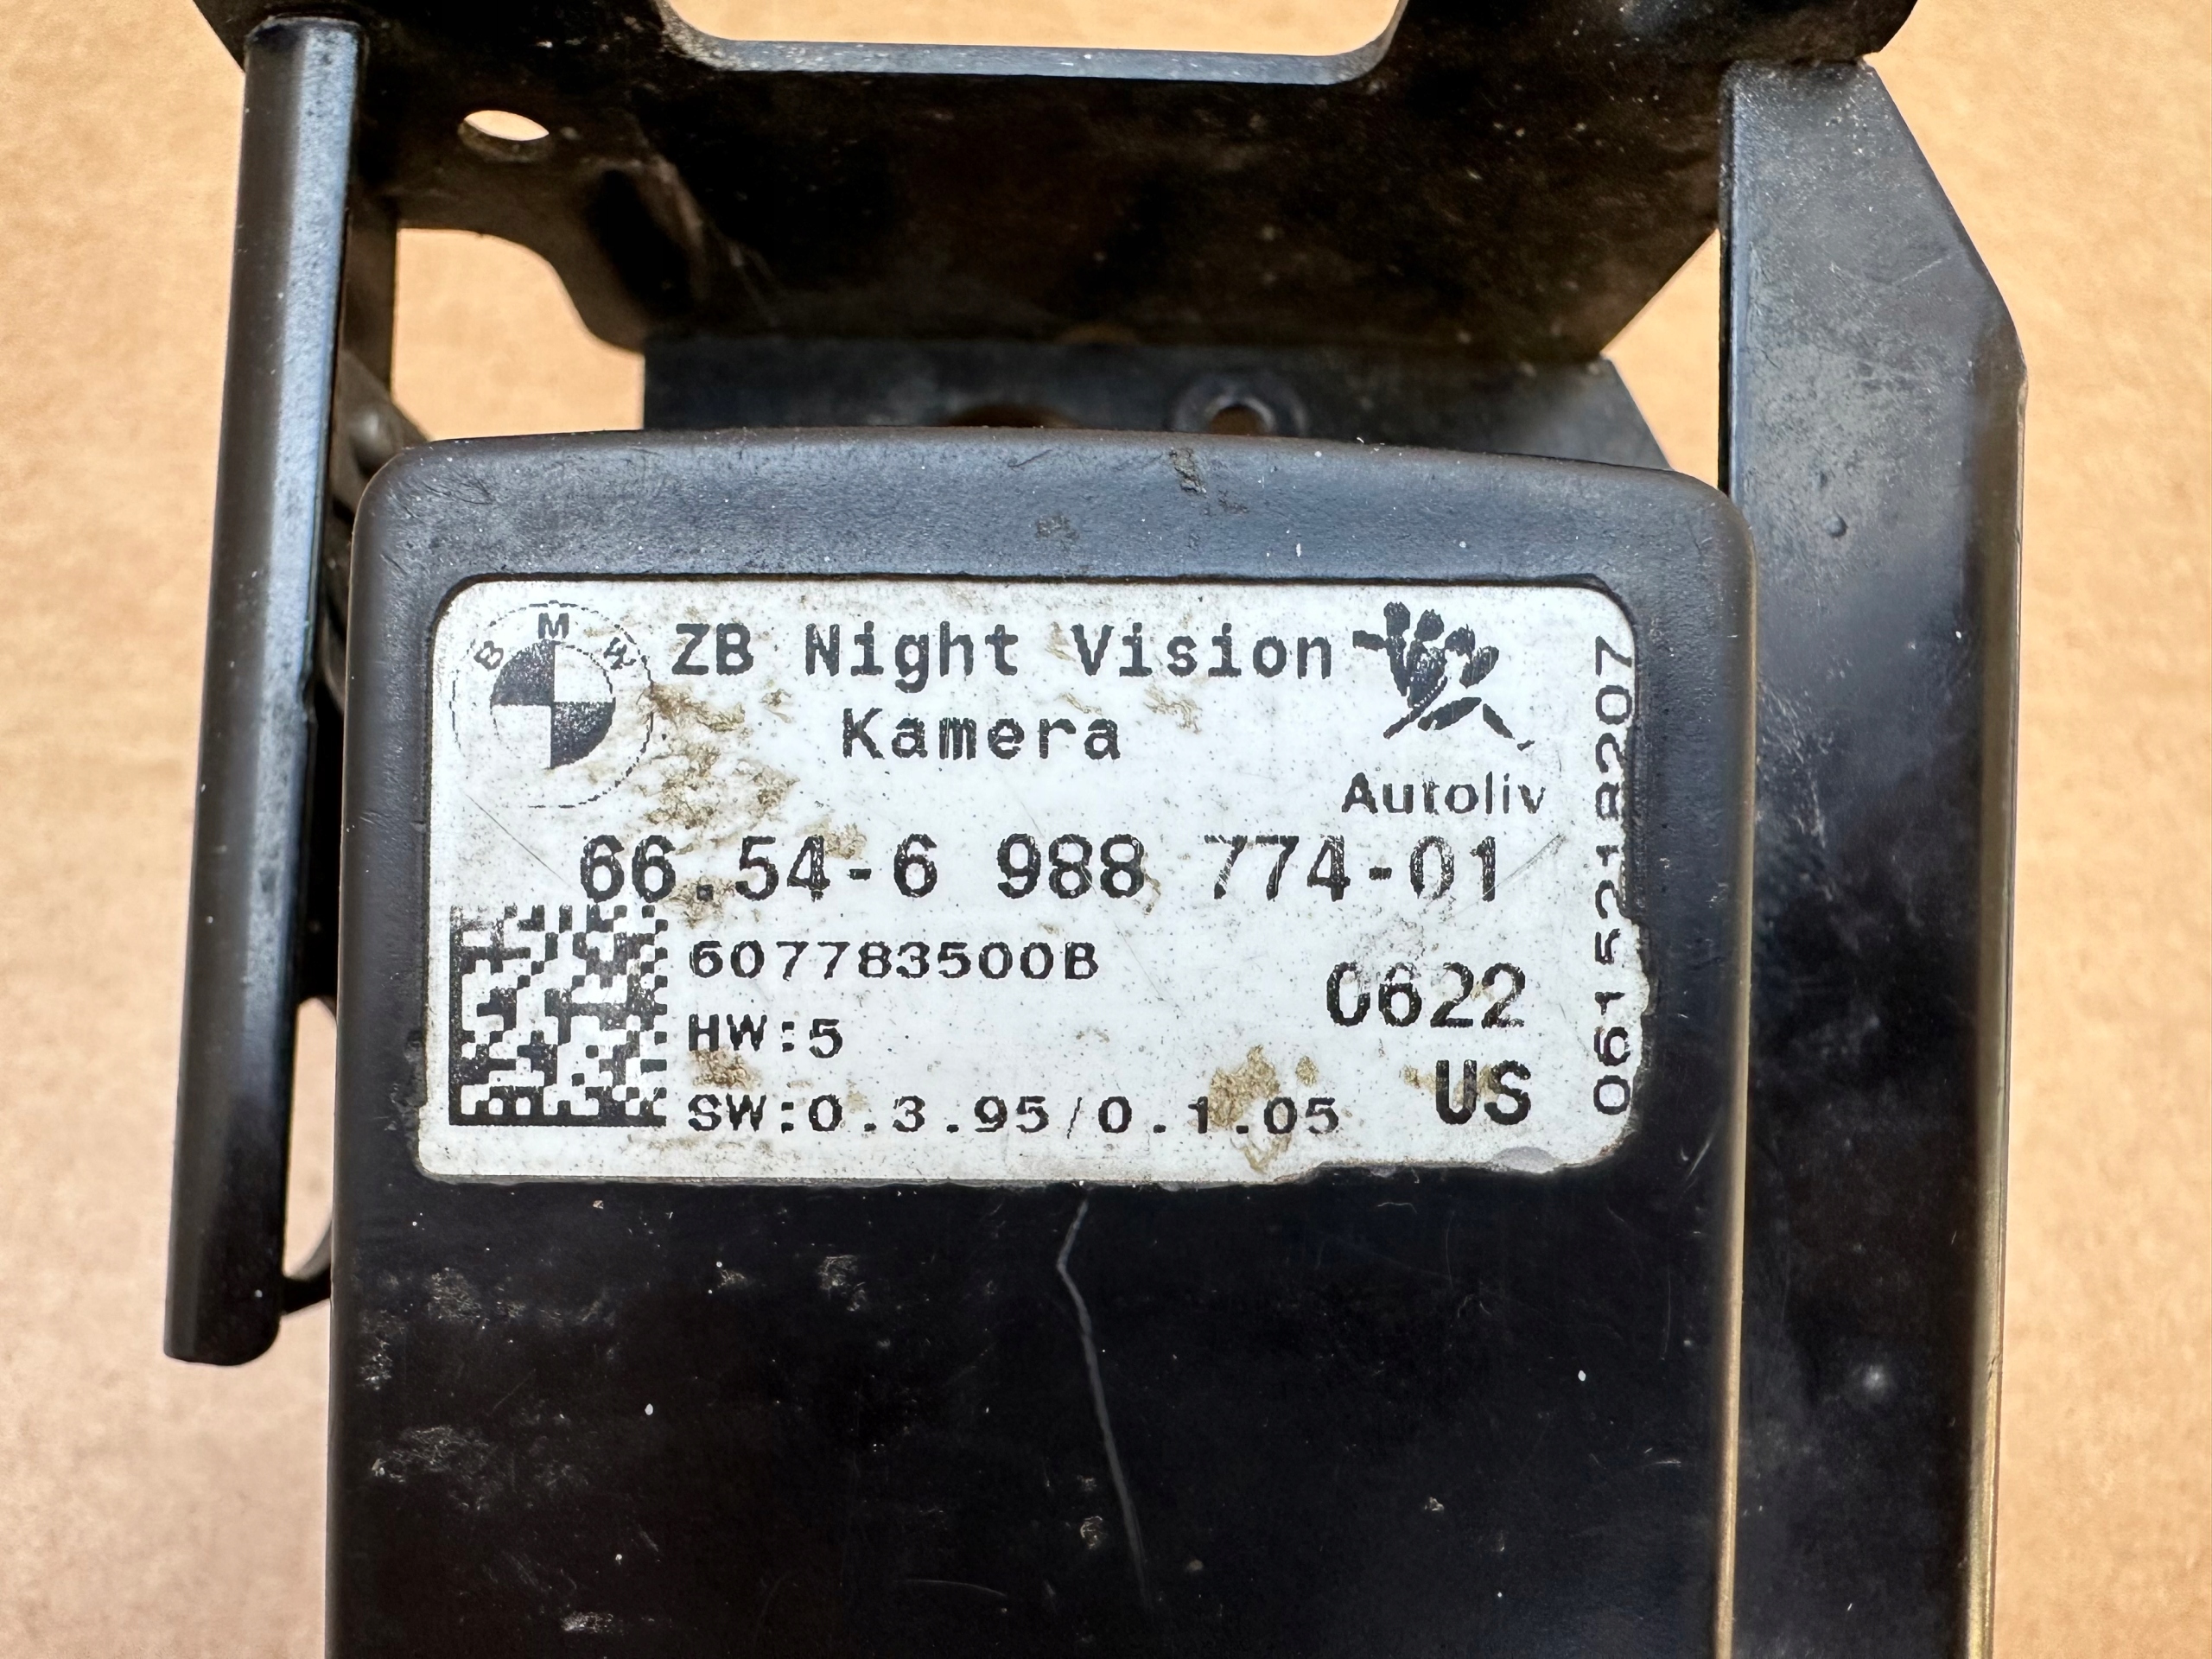 BMW
ZB Night Vision
Kamera
Autoliv
66.54-6 988 774-01
607783500B
0622
HW:5
US
SW:0.3.95/0.1.05
0615218207